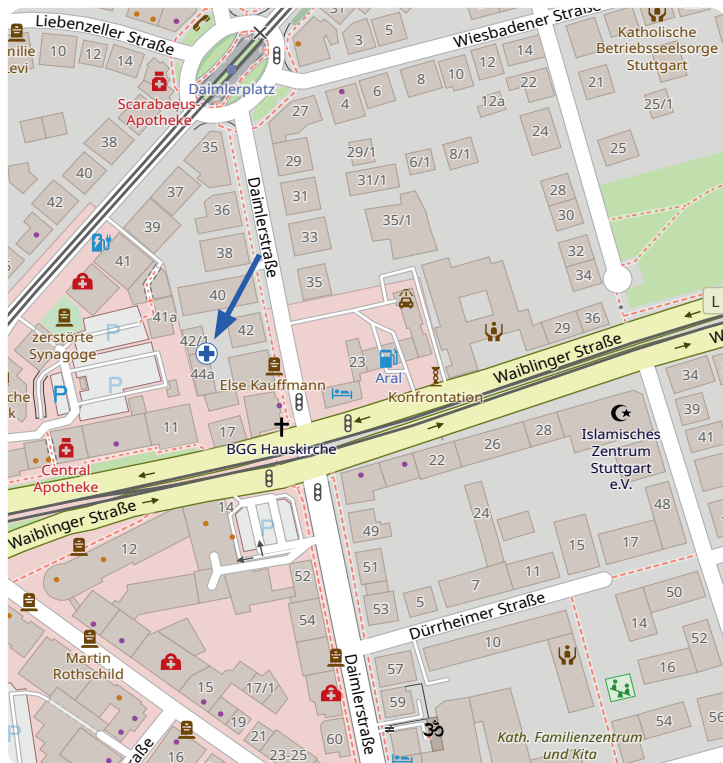 Liebenzeller Straße
31
3
5
Wiesbadener Straße
Katholische
Betriebsseelsorge
Stuttgart
milie
Levi
10
12
14
Daimlerplatz
Scarabaeus-
Apotheke
27
4
6
8
10
12
14
22
12a
21
25/1
24
25
38
40
42
35
37
36
39
38
29
31
33
35
29/1
31/1
6/1
8/1
35/1
28
30
32
34
Daimlerstraße
41
41a
40
42
42/1
44a
zerstörte
Synagoge
P
P
P
Else Kauffmann
23
Aral
Konfrontation
29
36
L
Waiblinger Straße
W
34
39
41
11
17
BGG Hauskirche
Central
Apotheke
22
26
28
Islamisches
Zentrum
Stuttgart
e.V.
Waiblinger Straße
14
P
12
24
48
49
51
53
5
7
11
15
17
52
54
Dürrheimer Straße
10
50
14
52
16
54
56
Martin
Rothschild
15
17/1
19
21
23-25
16
60
57
59
Daimlerstraße
P
Kath. Familienzentrum
und Kita